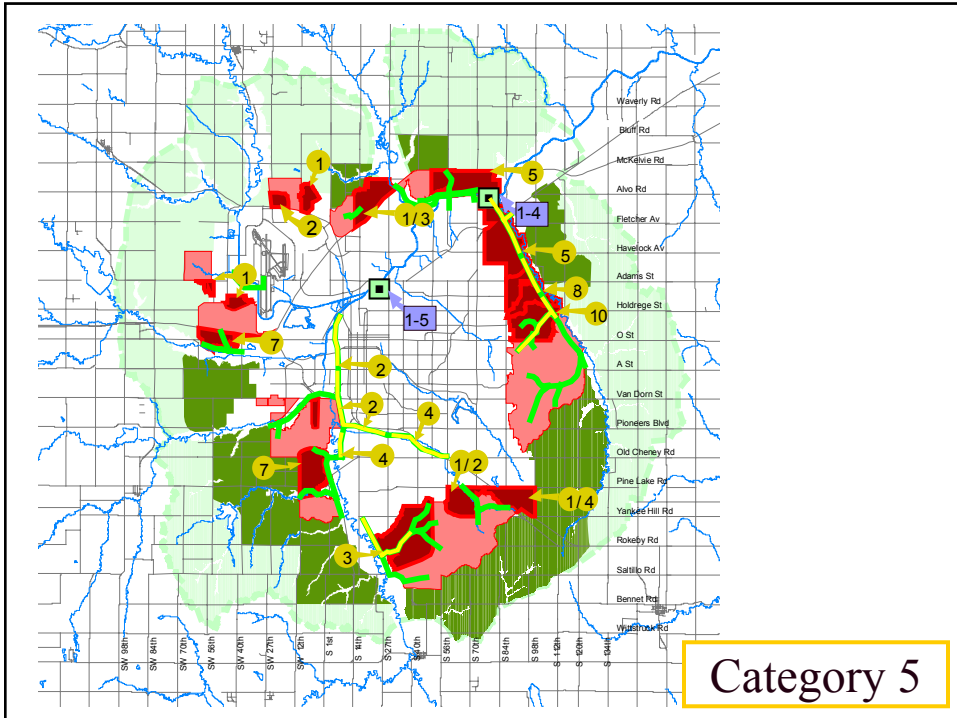 Waverly Rd
Bluff Rd
McKelvie Rd
Alvo Rd
Fletcher Av
Havelock Av
Adams St
Holdrege St
O St
A St
Van Dorn St
Pioneers Blvd
Old Cheney Rd
Pine Lake Rd
Yankee Hill Rd
Rokeby Rd
Saltillo Rd
Bennet Rd
Wittstruck Rd
1
5
2
1 / 3
1-4
5
1
8
10
1-5
7
2
2
4
4
7
1 / 2
1 / 4
3
SW 98th
SW 84th
SW 70th
SW 56th
SW 40th
SW 27th
SW 12th
S 1st
S 14th
S 27th
S 40th
S 56th
S 70th
S 84th
S 98th
S 112th
S 120th
S 134th
Category 5